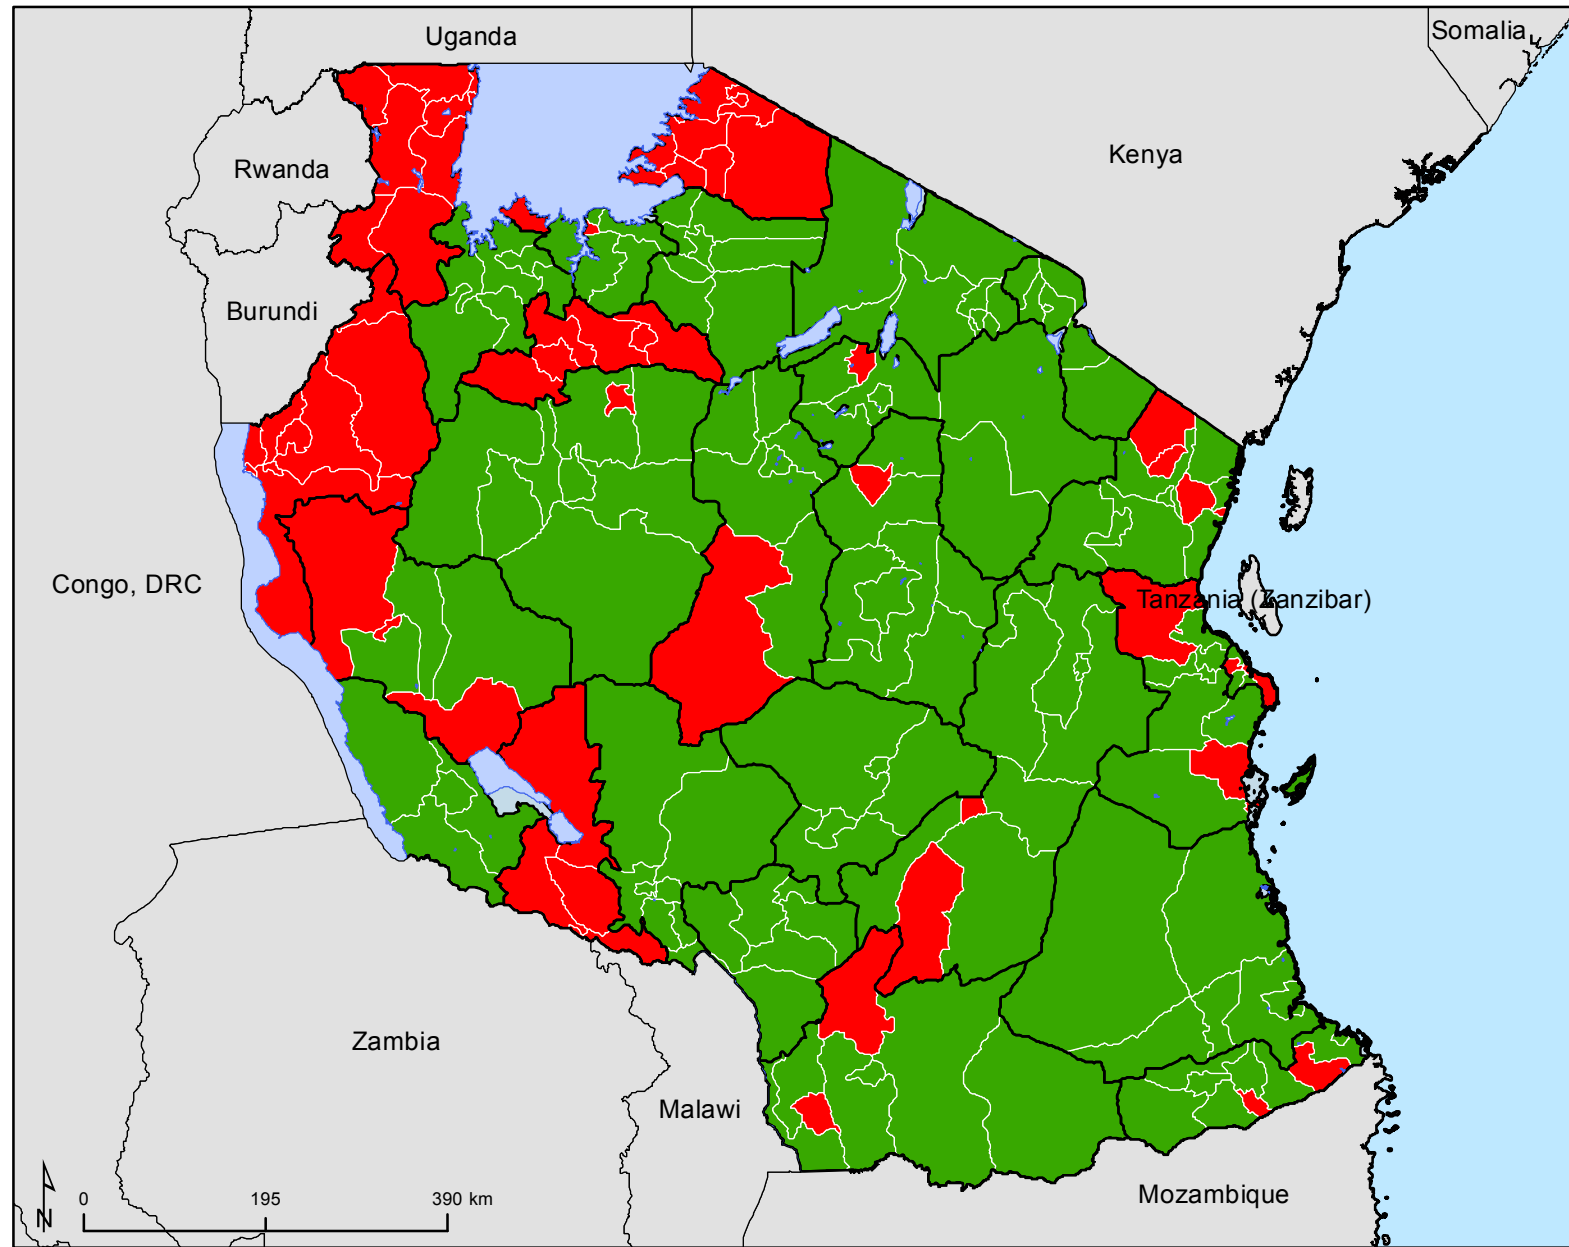 Uganda
Somalia
Kenya
Rwanda
Burundi
Congo, DRC
Tanzania (Zanzibar)
Zambia
Malawi
Mozambique
N
0 195 390 km